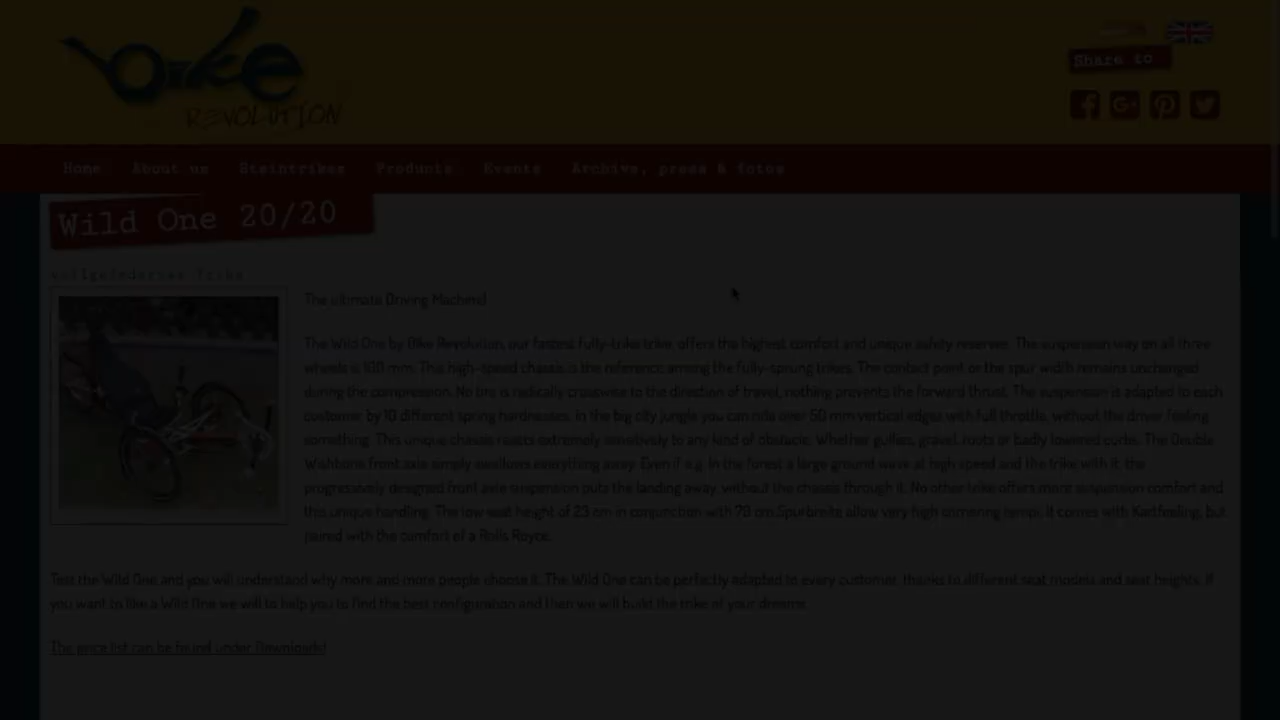 Oike
REVOLUTION
Share to
Home About us Steintrikes Products Events Archive, press & fotos
Wild One 20/20
vollgefedertes Trike
The ultimate Driving Machine!
The Wild One by Oike Revolution, our fastest fully-trike trike, offers the highest comfort and unique safety reserves. The suspension way on all three
wheels is 100 mm. This high-speed chassis is the reference among the fully-sprung trikes. The contact point or the spur width remains unchanged
during the compression. No tire is radically crosswise to the direction of travel, nothing prevents the forward thrust. The suspension is adapted to each
customer by 10 different spring hardnesses. In the big city jungle you can ride over 50 mm vertical edges with full throttle, without the driver feeling
something. This unique chassis reacts extremely sensitively to any kind of obstacle. Whether gullies, gravel, roots or badly lowered curbs. The Double
Wishbone front axle simply swallows everything away. Even if e.g. In the forest a large ground wave at high speed and the trike with it, the
progressively designed front axle suspension puts the landing away, without the chassis through it. No other trike offers more suspension comfort and
this unique handling. The low seat height of 23 cm in conjunction with 78 cm Spurbreite allow very high cornering It comes with Kartfeeling, but
paired with the comfort of a Rolls Royce.
Test the Wild One and you will understand why more and more people choose it. The Wild One can be perfectly adapted to every customer, thanks to different seat models and seat heights. If
you want to like a Wild One we will to help you to find the best configuration and then we will build the trike of your dreams.
The price list can be found under Downloads!